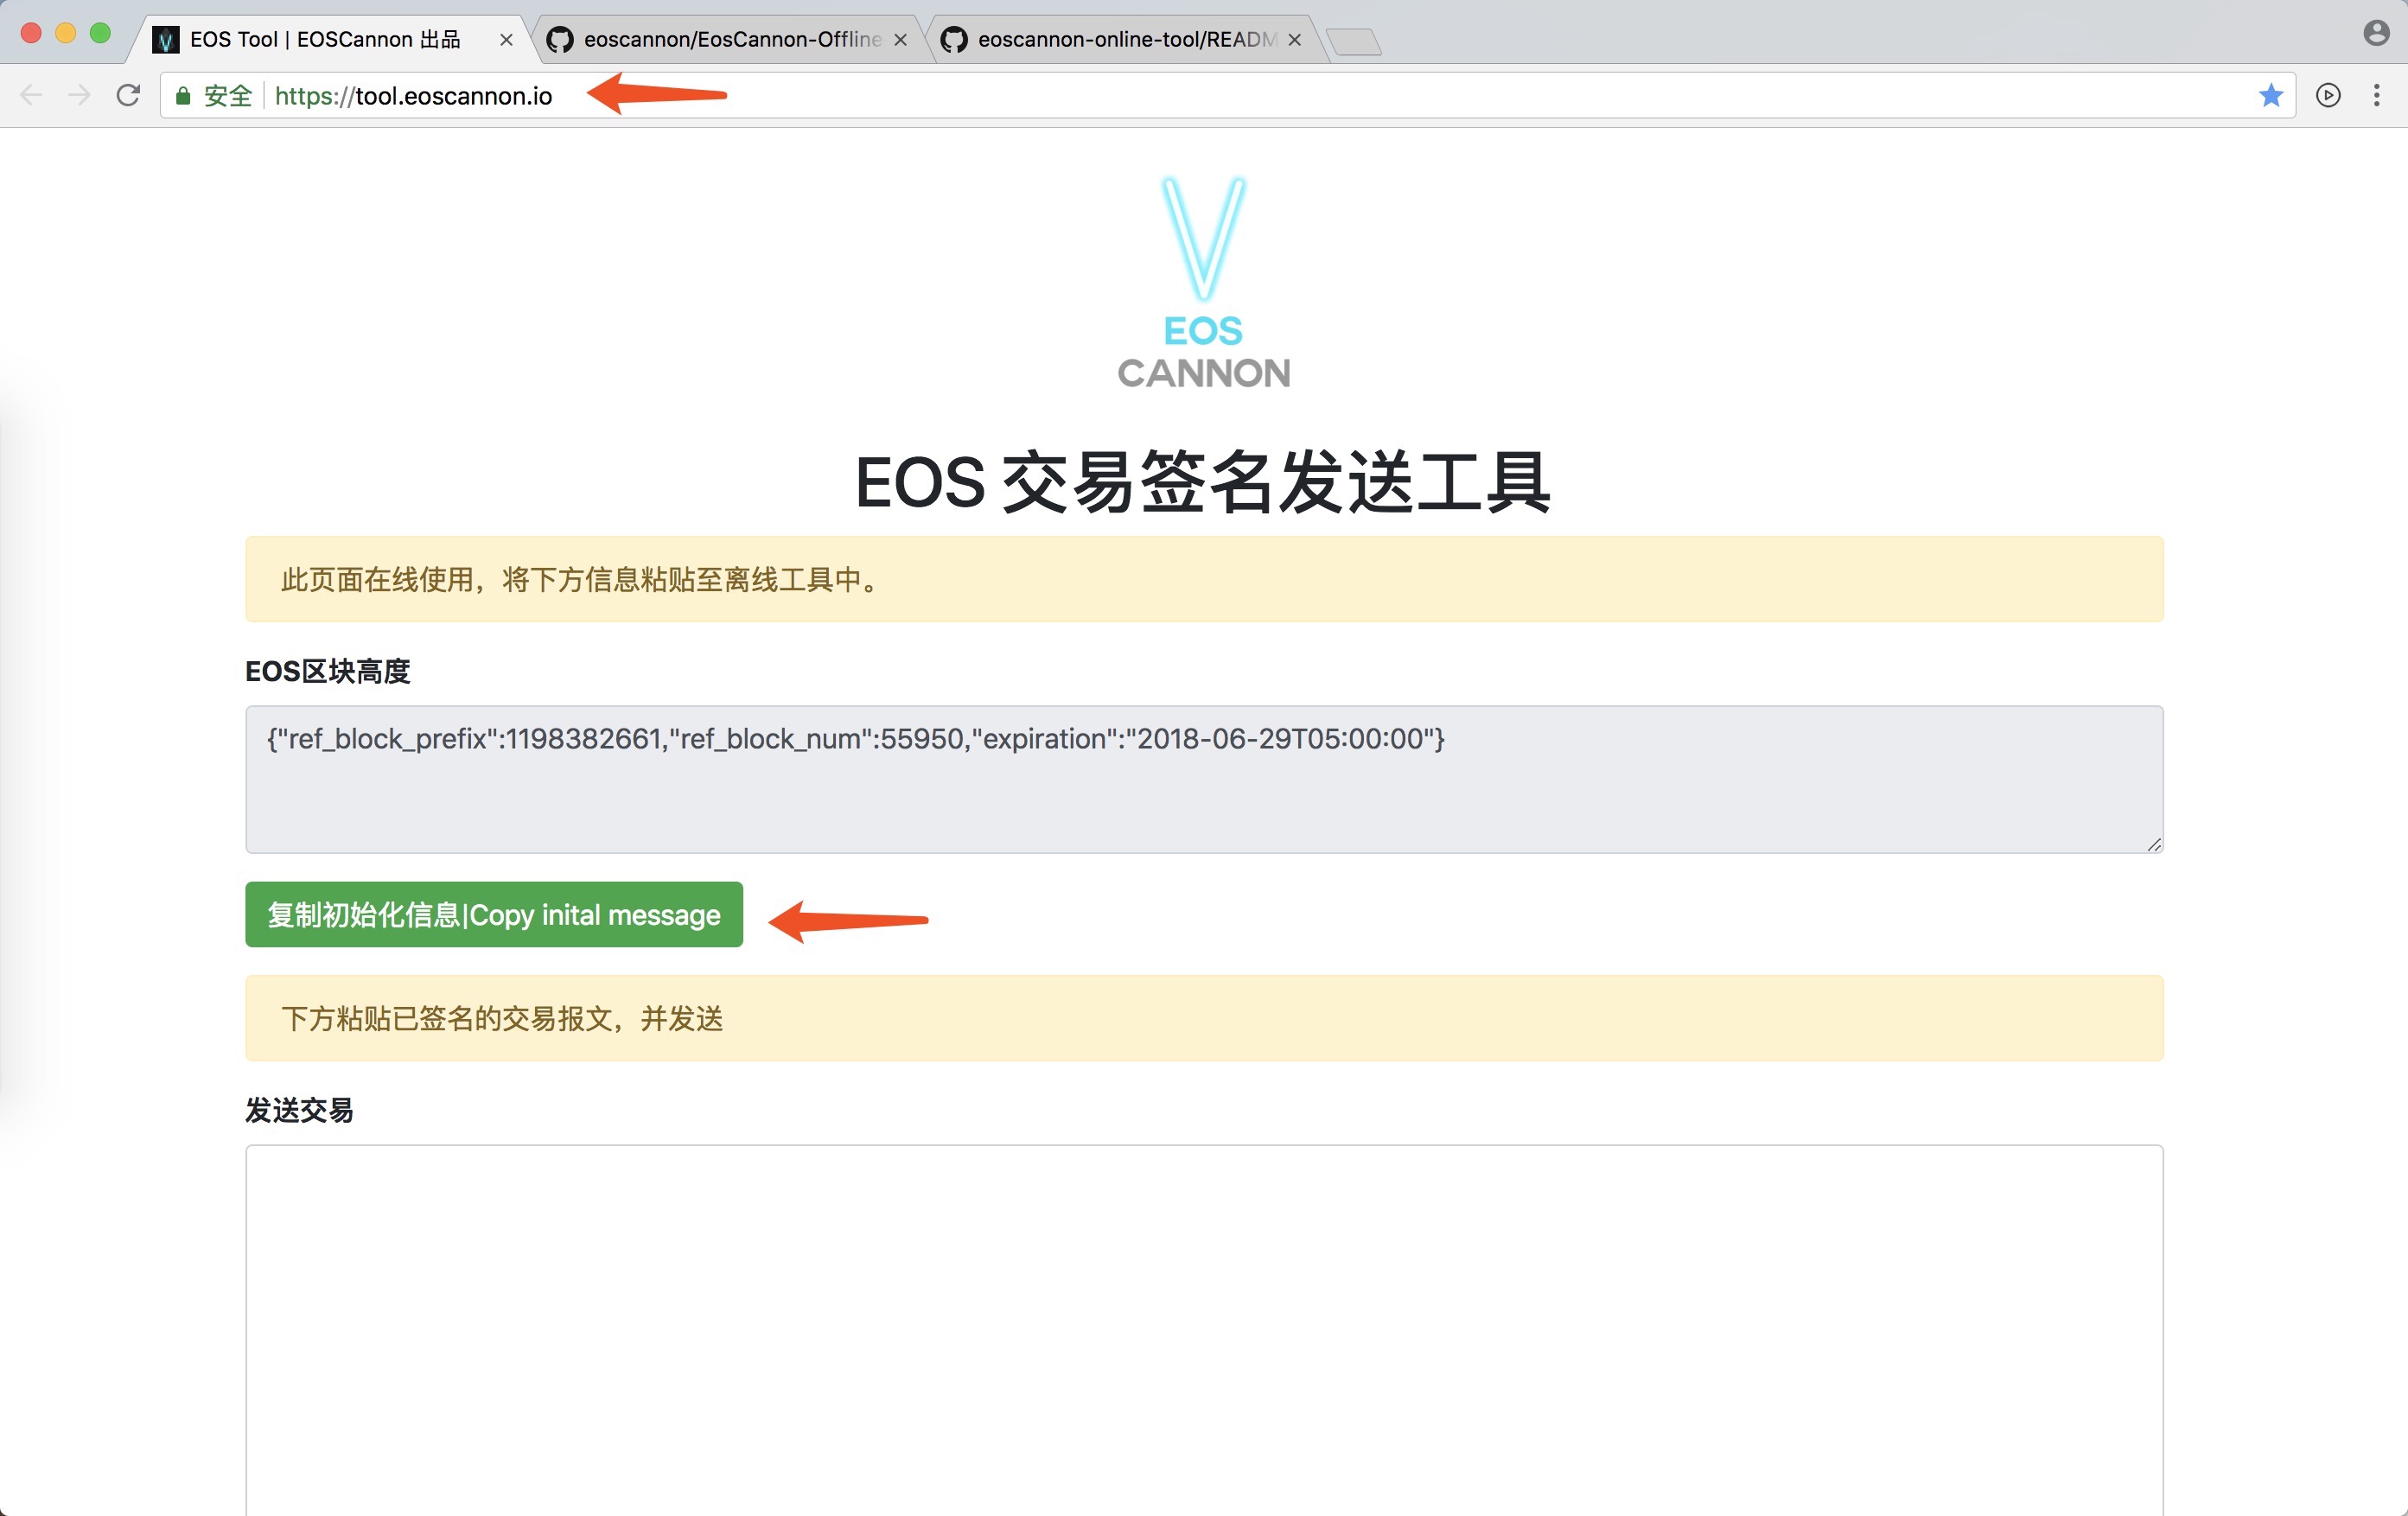 EOS Tool | EOSCannon 出品
eoscannon/EosCannon-Offline
eoscannon-online-tool/READM
安全 https://tool.eoscannon.io
EOS
CANNON
EOS 交易签名发送工具
此页面在线使用，将下方信息粘贴至离线工具中。
EOS区块高度
{"ref_block_prefix":1198382661,"ref_block_num":55950,"expiration":"2018-06-29T05:00:00"}
复制初始化信息|Copy inital message
下方粘贴已签名的交易报文，并发送
发送交易